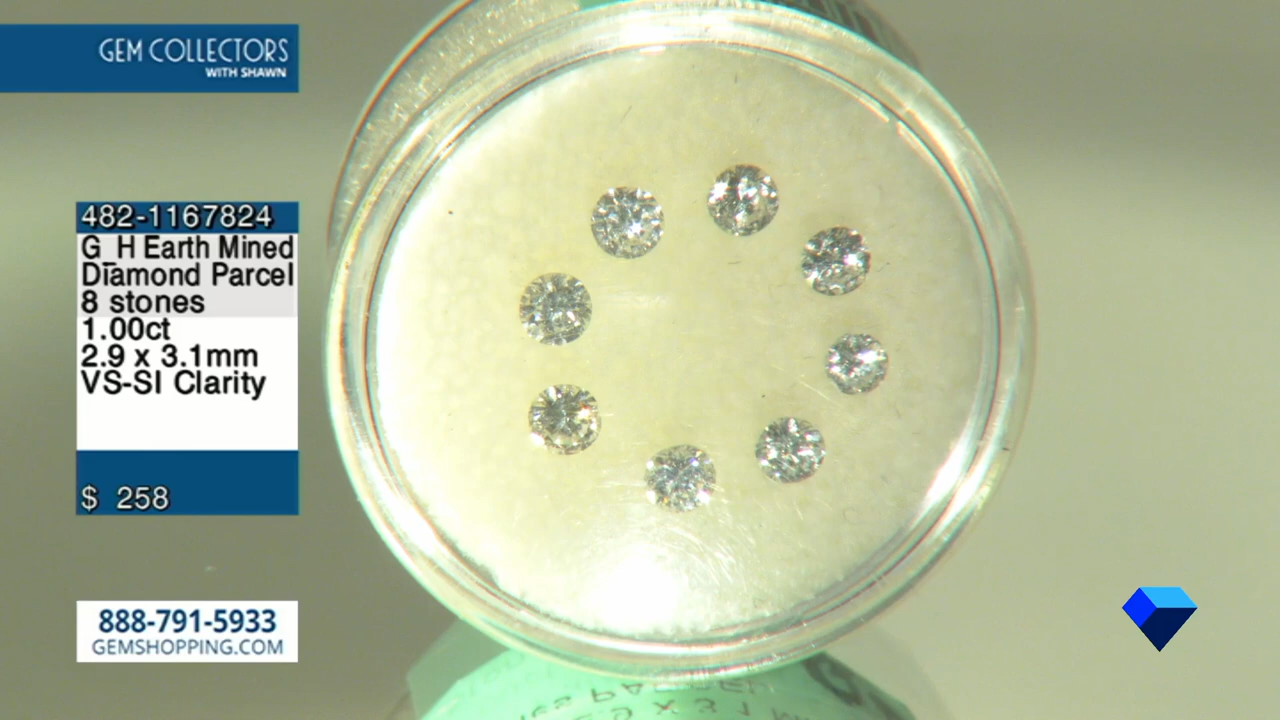 GEM COLLECTORS
WITH SHAWN
482-1167824
G_H Earth Mined
Diamond Parcel
8 stones
1.00ct
2.9 x 3.1mm
VS-SI Clarity
$ 258
888-791-5933
GEMSHOPPING.COM